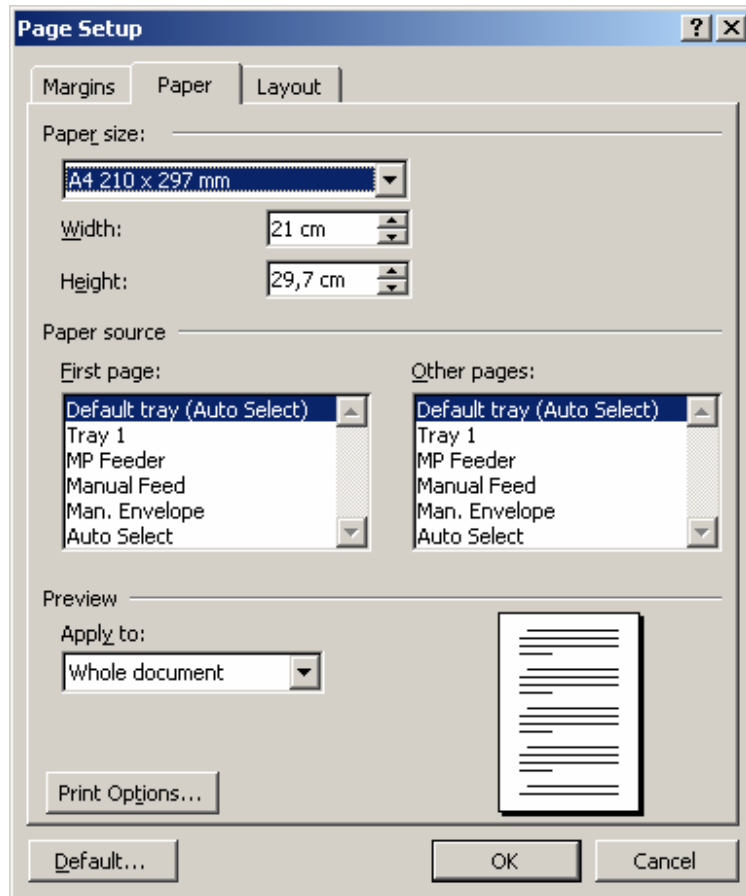 Page Setup
Margins
Paper
Layout
Paper size:
A4 210 x 297 mm
Width:
21 cm
Height:
29,7 cm
Paper source
First page:
Default tray (Auto Select)
Tray 1
MP Feeder
Manual Feed
Man. Envelope
Auto Select
Other pages:
Default tray (Auto Select)
Tray 1
MP Feeder
Manual Feed
Man. Envelope
Auto Select
Preview
Apply to:
Whole document
Print Options...
Default...
OK
Cancel